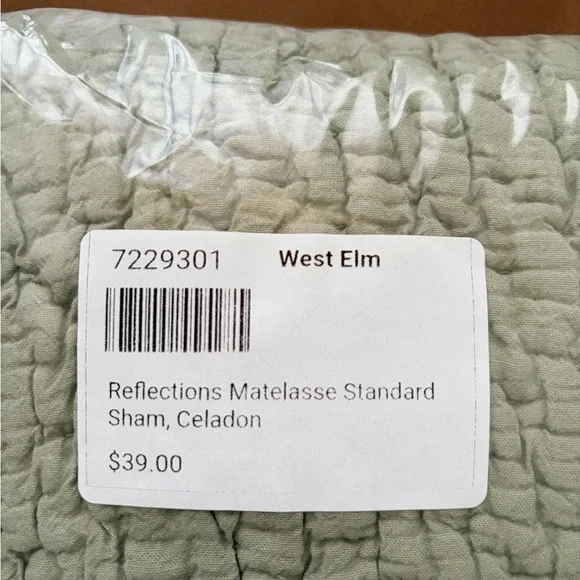 7229301 West Elm
Reflections Matelasse Standard
Sham, Celadon
$39.00